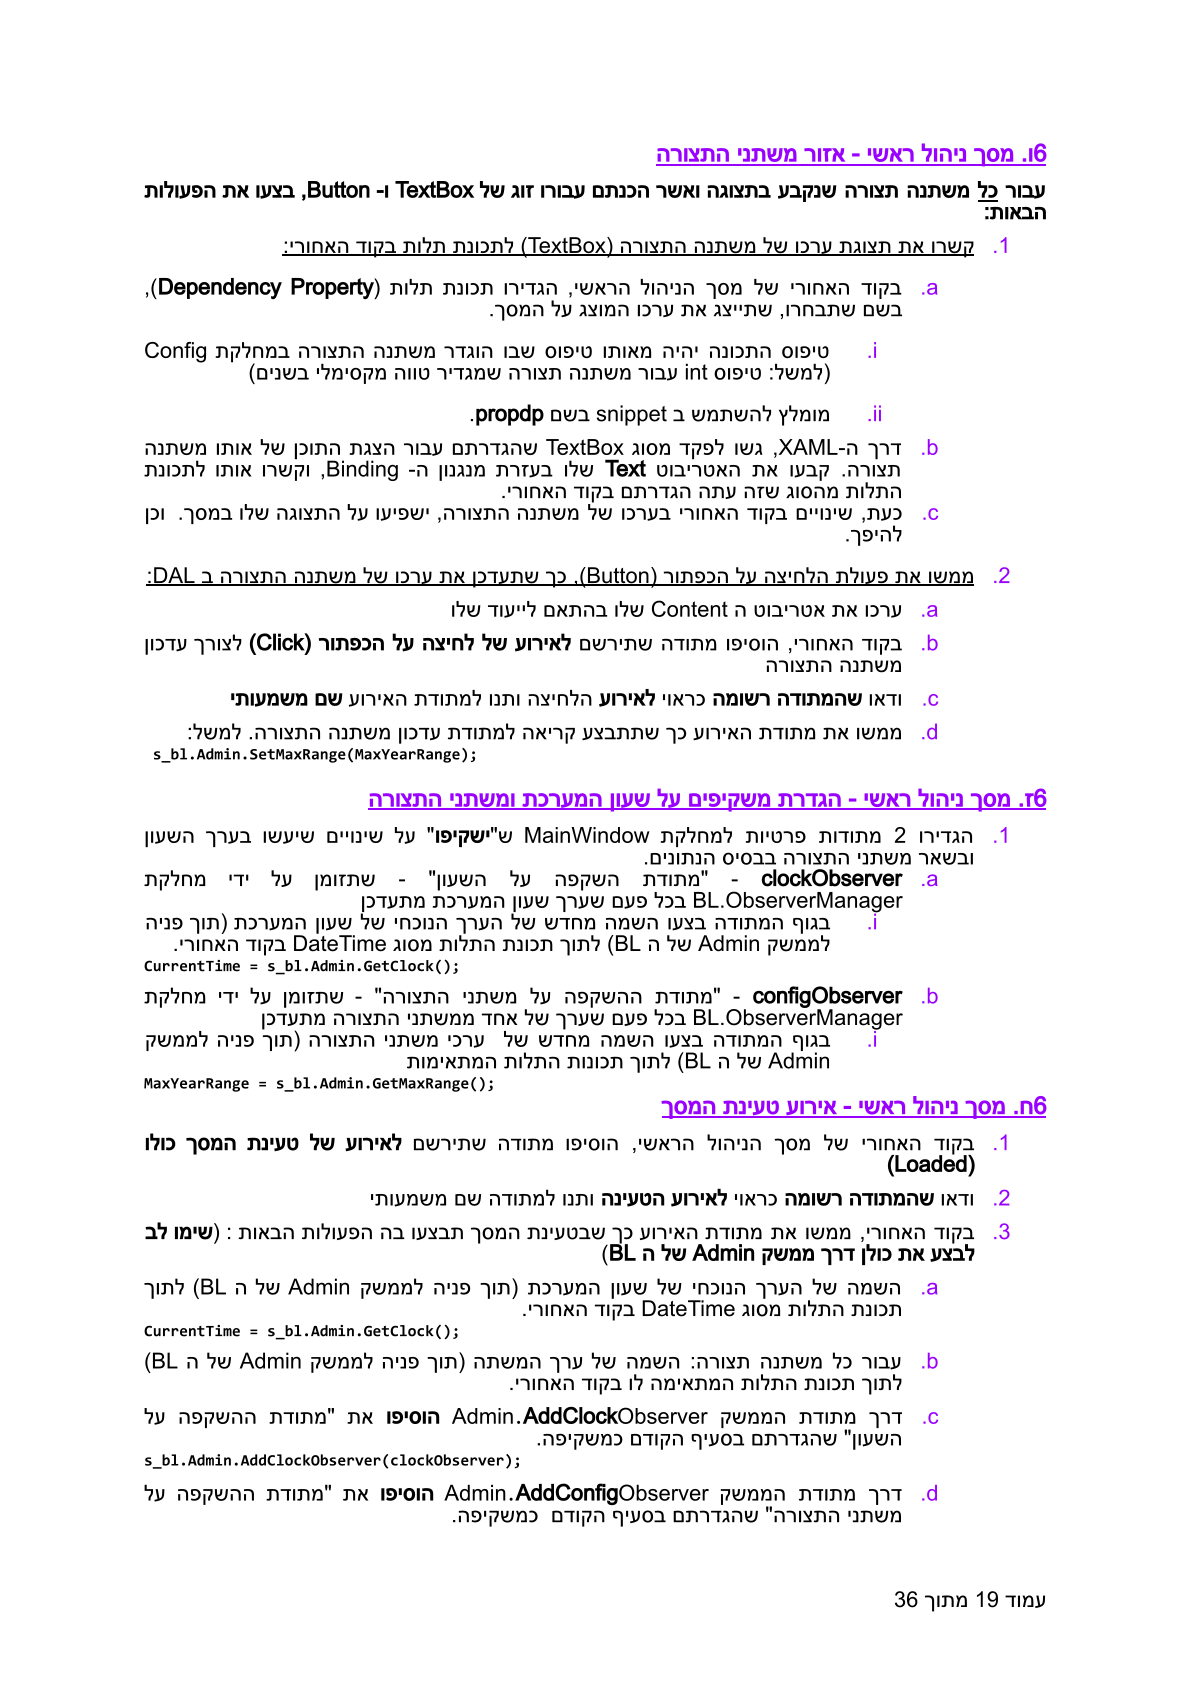 6ו. מסך ניהול ראשי - אזור משתני התצורה
עבור כל משתנה תצורה שנקבע בתצוגה ואשר הכנתם עבורו זוג של TextBox ו- Button, בצעו את הפעולות
הבאות:
1. קשרו את תצוגת ערכו של משתנה התצורה (TextBox) לתכונת תלות בקוד האחורי:
a. בקוד האחורי של מסך הניהול הראשי, הגדירו תכונת תלות (Dependency Property),
בשם שתבחרו, שתייצג את ערכו המוצג על המסך.
i. טיפוס התכונה יהיה מאותו טיפוס שבו הוגדר משתנה התצורה במחלקת Config
(למשל: טיפוס int עבור משתנה תצורה שמגדיר טווח מקסימלי בשנים)
ii. מומלץ להשתמש ב snippet בשם propdp.
b. דרך ה-XAML, גשו לפקד מסוג TextBox שהגדרתם עבור הצגת התוכן של אותו משתנה
תצורה. קבעו את האטריבוט Text שלו בעזרת מנגנון ה- Binding, וקשרו אותו לתכונת
התלות מהסוג שזה עתה הגדרתם בקוד האחורי.
c. כעת, שינויים בקוד האחורי בערכו של משתנה התצורה, ישפיעו על התצוגה שלו במסך. וכן
להיפך.
2. ממשו את פעולת הלחיצה על הכפתור (Button), כך שתעדכן את ערכו של משתנה התצורה ב DAL:
a. ערכו את אטריבוט ה Content שלו בהתאם לייעוד שלו
b. בקוד האחורי, הוסיפו מתודה שתירשם לאירוע של לחיצה על הכפתור (Click) לצורך עדכון
משתנה התצורה
c. ודאו שהמתודה רשומה כראוי לאירוע הלחיצה ותנו למתודת האירוע שם משמעותי
d. ממשו את מתודת האירוע כך שתתבצע קריאה למתודת עדכון משתנה התצורה. למשל:
s_bl.Admin.SetMaxRange(MaxYearRange);
6ז. מסך ניהול ראשי - הגדרת משקיפים על שעון המערכת ומשתני התצורה
1. הגדירו 2 מתודות פרטיות למחלקת MainWindow ש"ישקיפו" על שינויים שיעשו בערך השעון
ובשאר משתני התצורה בבסיס הנתונים.
a. clockObserver - "מתודת השקפה על השעון" - שתזומן על ידי מחלקת
BL.ObserverManager בכל פעם שערך שעון המערכת מתעדכן
i. בגוף המתודה בצעו השמה מחדש של הערך הנוכחי של שעון המערכת (תוך פניה
לממשק Admin של ה BL) לתוך תכונת התלות מסוג DateTime בקוד האחורי.
CurrentTime = s_bl.Admin.GetClock();
b. configObserver - "מתודת ההשקפה על משתני התצורה" - שתזומן על ידי מחלקת
BL.ObserverManager בכל פעם שערך של אחד ממשתני התצורה מתעדכן
i. בגוף המתודה בצעו השמה מחדש של ערכי משתני התצורה (תוך פניה לממשק
Admin של ה BL) לתוך תכונות התלות המתאימות
MaxYearRange = s_bl.Admin.GetMaxRange();
6ח. מסך ניהול ראשי - אירוע טעינת המסך
1. בקוד האחורי של מסך הניהול הראשי, הוסיפו מתודה שתירשם לאירוע של טעינת המסך כולו
(Loaded)
2. ודאו שהמתודה רשומה כראוי לאירוע הטעינה ותנו למתודה שם משמעותי
3. בקוד האחורי, ממשו את מתודת האירוע כך שבטעינת המסך תבצעו בה הפעולות הבאות : (שימו לב
לבצע את כולן דרך ממשק Admin של ה BL)
a. השמה של הערך הנוכחי של שעון המערכת (תוך פניה לממשק Admin של ה BL) לתוך
תכונת התלות מסוג DateTime בקוד האחורי.
CurrentTime = s_bl.Admin.GetClock();
b. עבור כל משתנה תצורה: השמה של ערך המשתה (תוך פניה לממשק Admin של ה BL)
לתוך תכונת התלות המתאימה לו בקוד האחורי.
c. דרך מתודת הממשק Admin.AddClockObserver הוסיפו את "מתודת ההשקפה על
השעון" שהגדרתם בסעיף הקודם כמשקיפה.
s_bl.Admin.AddClockObserver(clockObserver);
d. דרך מתודת הממשק Admin.AddConfigObserver הוסיפו את "מתודת ההשקפה על
משתני התצורה" שהגדרתם בסעיף הקודם כמשקיפה.
עמוד 19 מתוך 36